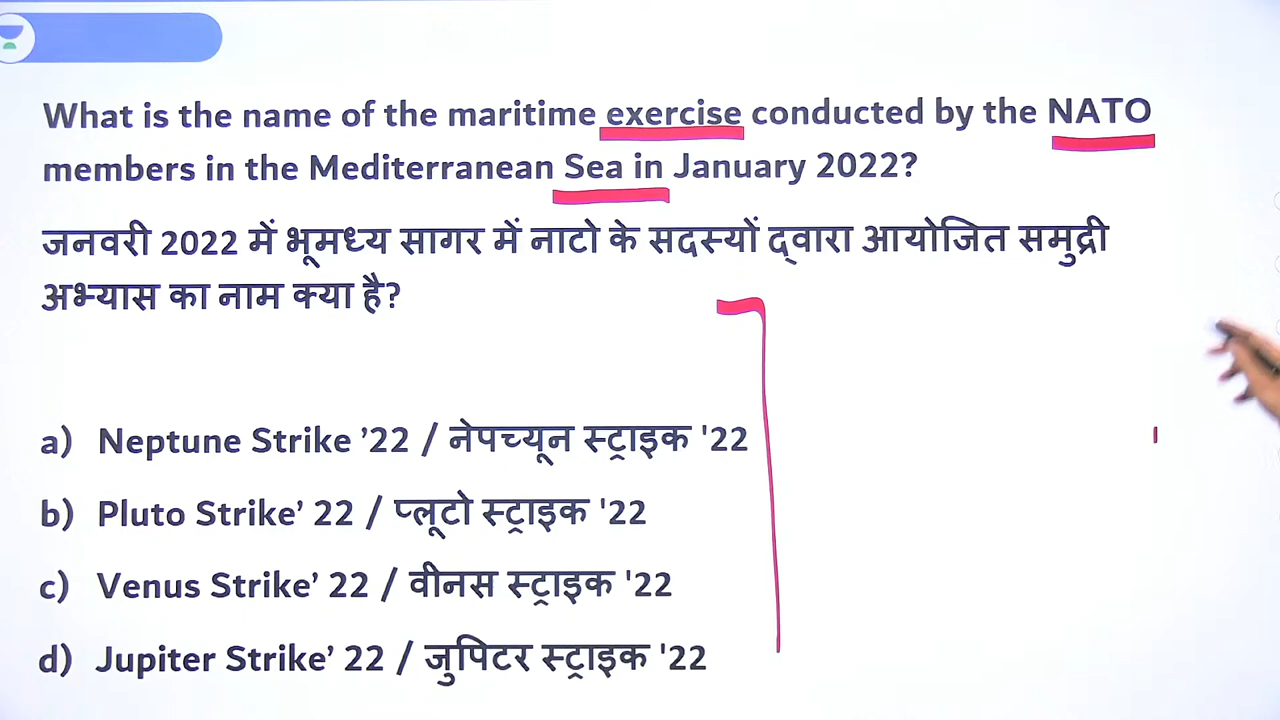 What is the name of the maritime exercise conducted by the NATO
members in the Mediterranean Sea in January 2022?
जनवरी 2022 में भूमध्य सागर में नाटो के सदस्यों द्वारा आयोजित समुद्री
अभ्यास का नाम क्या है?
a) Neptune Strike ’22 / नेपच्यून स्ट्राइक '22
b) Pluto Strike’ 22 / प्लूटो स्ट्राइक '22
c) Venus Strike’ 22 / वीनस स्ट्राइक '22
d) Jupiter Strike’ 22 / जुपिटर स्ट्राइक '22